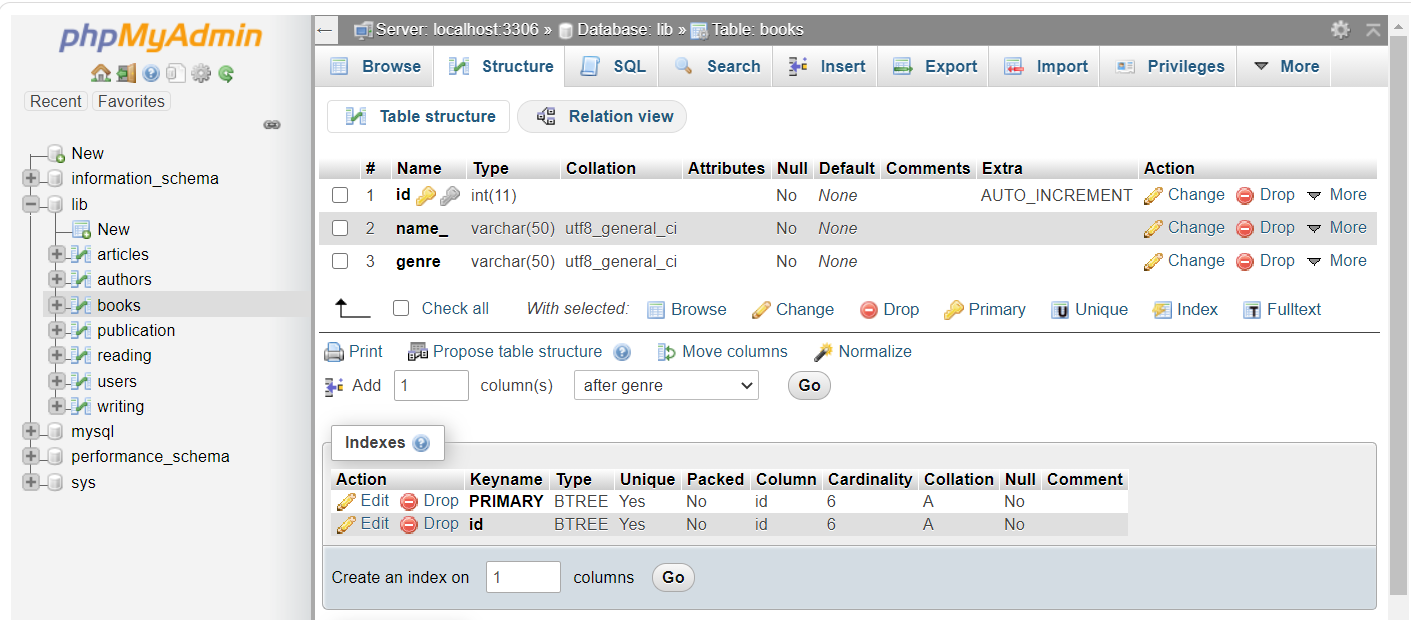 phpMyAdmin
Recent Favorites
New
information_schema
lib
New
articles
authors
books
publication
reading
users
writing
mysql
performance_schema
sys
← Server: localhost:3306 » Database: lib » Table: books
Browse Structure SQL Search Insert Export Import Privileges More
Table structure Relation view
# Name Type Collation Attributes Null Default Comments Extra Action
1 id int(11) No None AUTO_INCREMENT Change Drop More
2 name_ varchar(50) utf8_general_ci No None Change Drop More
3 genre varchar(50) utf8_general_ci No None Change Drop More
Check all With selected: Browse Change Drop Primary Unique Index Fulltext
Print Propose table structure Move columns Normalize
Add 1 column(s) after genre Go
Indexes
Action Keyname Type Unique Packed Column Cardinality Collation Null Comment
Edit Drop PRIMARY BTREE Yes No id 6 A No
Edit Drop id BTREE Yes No id 6 A No
Create an index on 1 columns Go